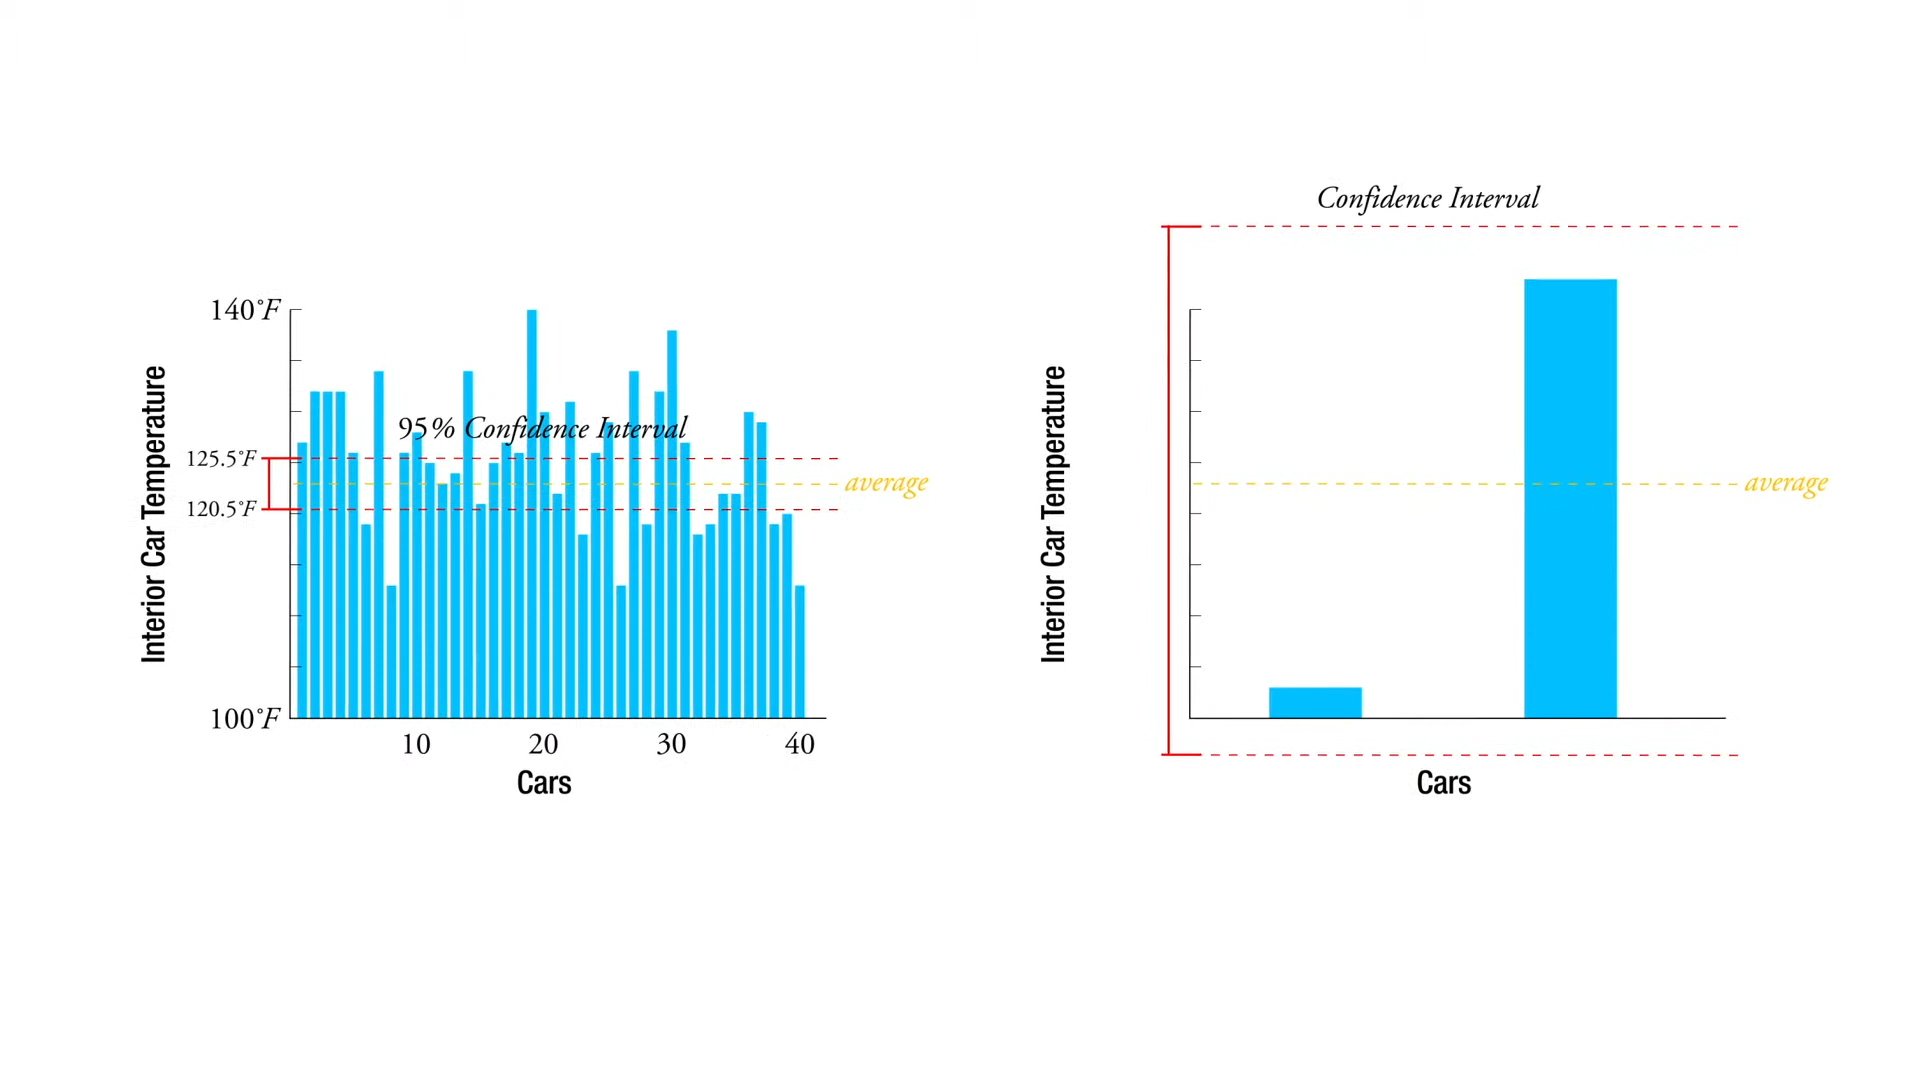 140°F
95% Confidence Interval
125.5°F
average
120.5°F
Interior Car Temperature
100°F
10 20 30 40
Cars
Confidence Interval
average
Interior Car Temperature
Cars